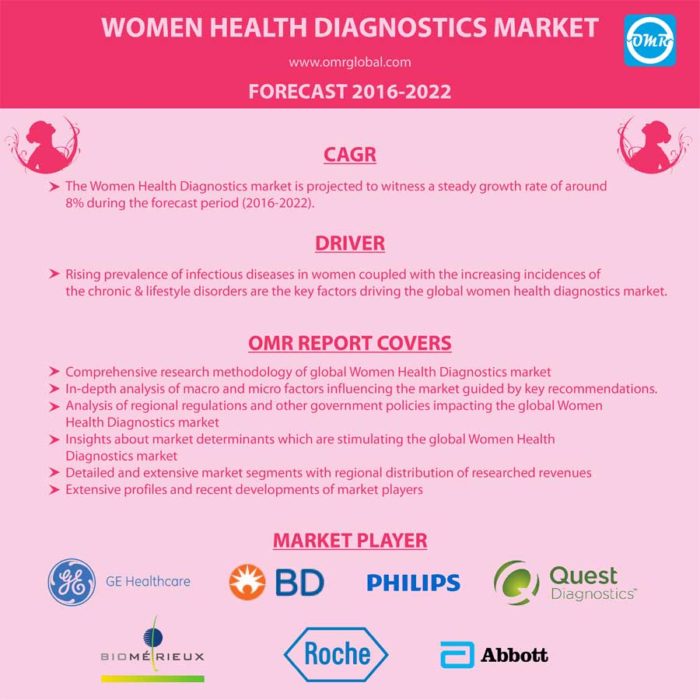 WOMEN HEALTH DIAGNOSTICS MARKET
OMR
www.omrglobal.com
FORECAST 2016-2022
CAGR
The Women Health Diagnostics market is projected to witness a steady growth rate of around
8% during the forecast period (2016-2022).
DRIVER
Rising prevalence of infectious diseases in women coupled with the increasing incidences of
the chronic & lifestyle disorders are the key factors driving the global women health diagnostics market.
OMR REPORT COVERS
Comprehensive research methodology of global Women Health Diagnostics market
In-depth analysis of macro and micro factors influencing the market guided by key recommendations.
Analysis of regional regulations and other government policies impacting the global Women
Health Diagnostics market
Insights about market determinants which are stimulating the global Women Health
Diagnostics market
Detailed and extensive market segments with regional distribution of researched revenues
Extensive profiles and recent developments of market players
MARKET PLAYER
GE GE Healthcare
BD
PHILIPS
Quest
Diagnostics™
BIOMÉRIEUX
Roche
Abbott